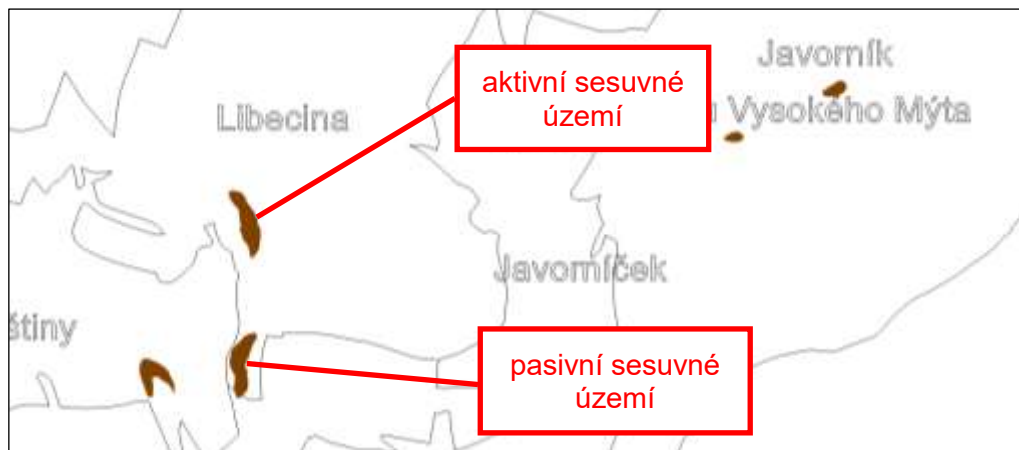 Javorník
aktivní sesuvné
území
Libecina
u Vysokého Mýta
Javorníček
štiny
pasivní sesuvné
území